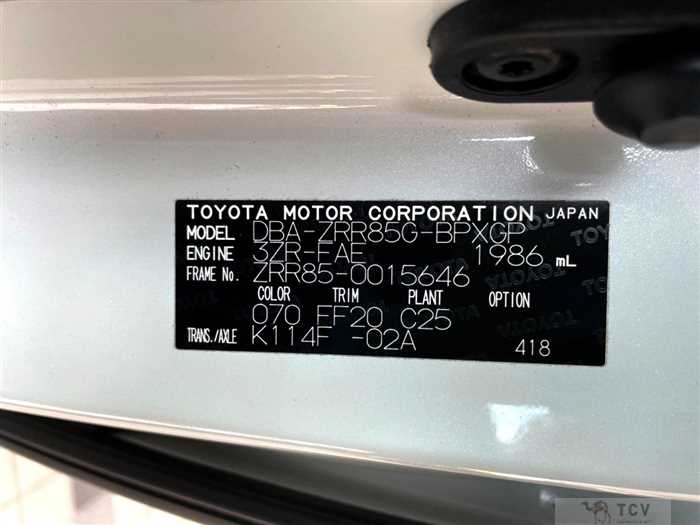 TOYOTA MOTOR CORPORATION JAPAN
MODEL DBA-ZRR85G-BPXGP
ENGINE 3ZR-FAE 1986 mL
FRAME No. ZRR85-0015646
COLOR TRIM PLANT OPTION
070 FF20 C25
TRANS./AXLE K114F -02A 418
TCV